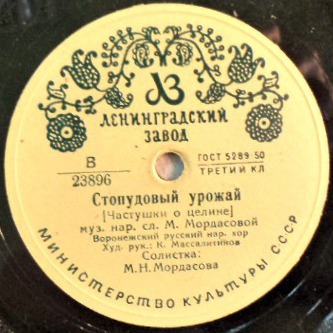 ЛЗ
ЛЕНИНГРАДСКИЙ
ЗАВОД
В
23896
ГОСТ 5289 50
ТРЕТИЙ КЛ
Стопудовый урожай
[Частушки о целине]
муз. нар. сл. М. Мордасовой
Воронежский русский нар. хор
Худ. рук.: К. Массалитинов
Солистка:
М.Н.Мордасова
МИНИСТЕРСТВО КУЛЬТУРЫ СССР